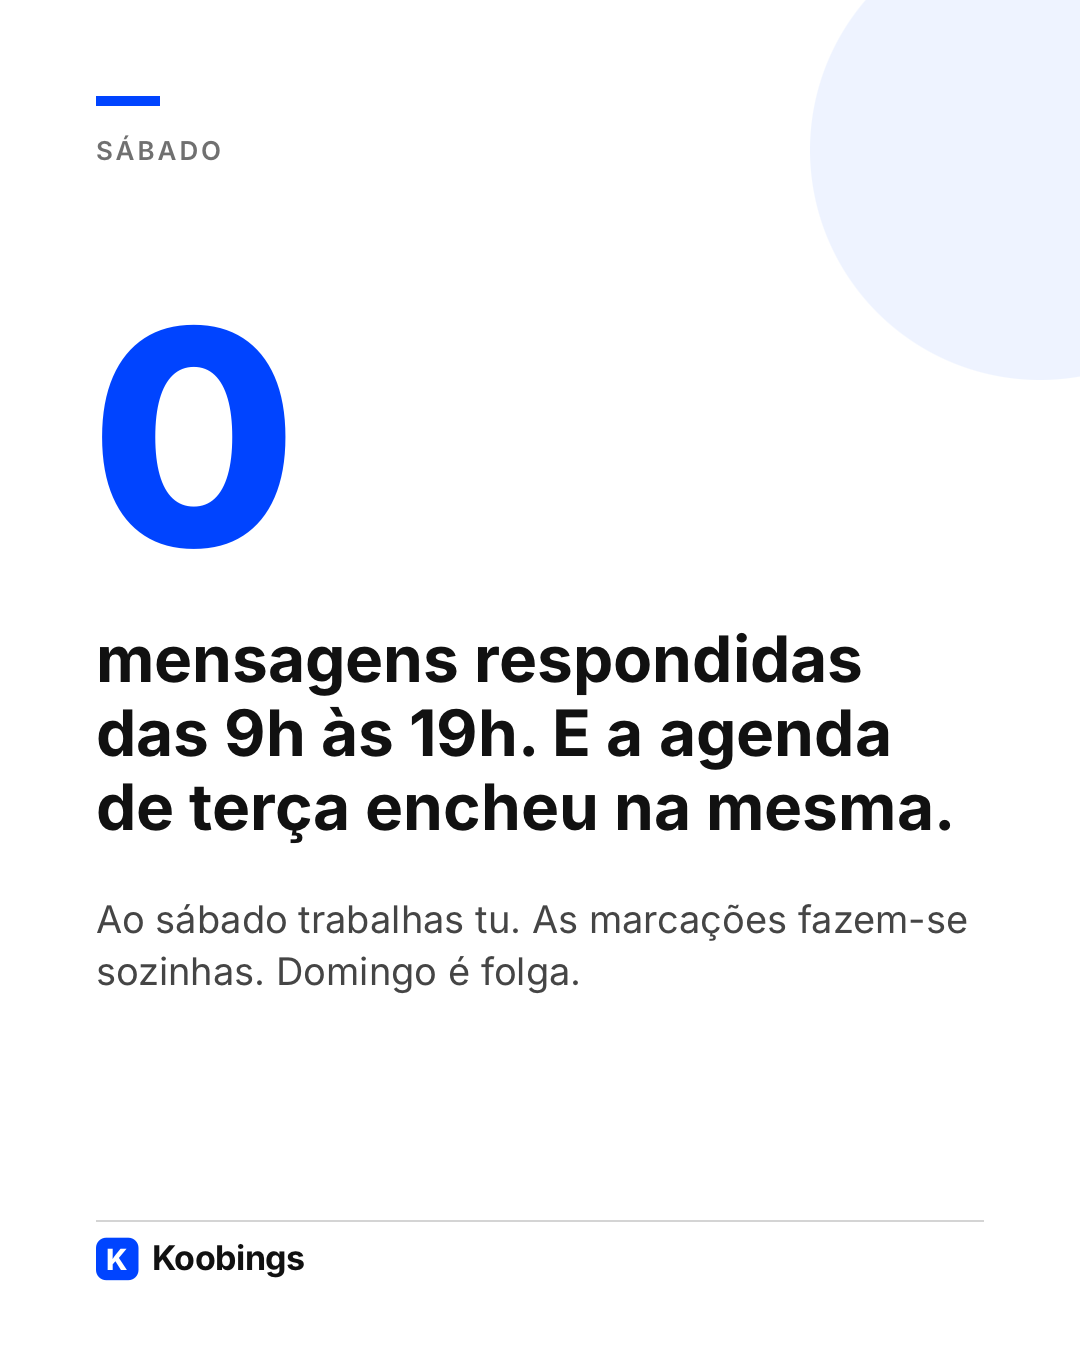 SÁBADO
0
mensagens respondidas
das 9h às 19h. E a agenda
de terça encheu na mesma.
Ao sábado trabalhas tu. As marcações fazem-se
sozinhas. Domingo é folga.
K Koobings